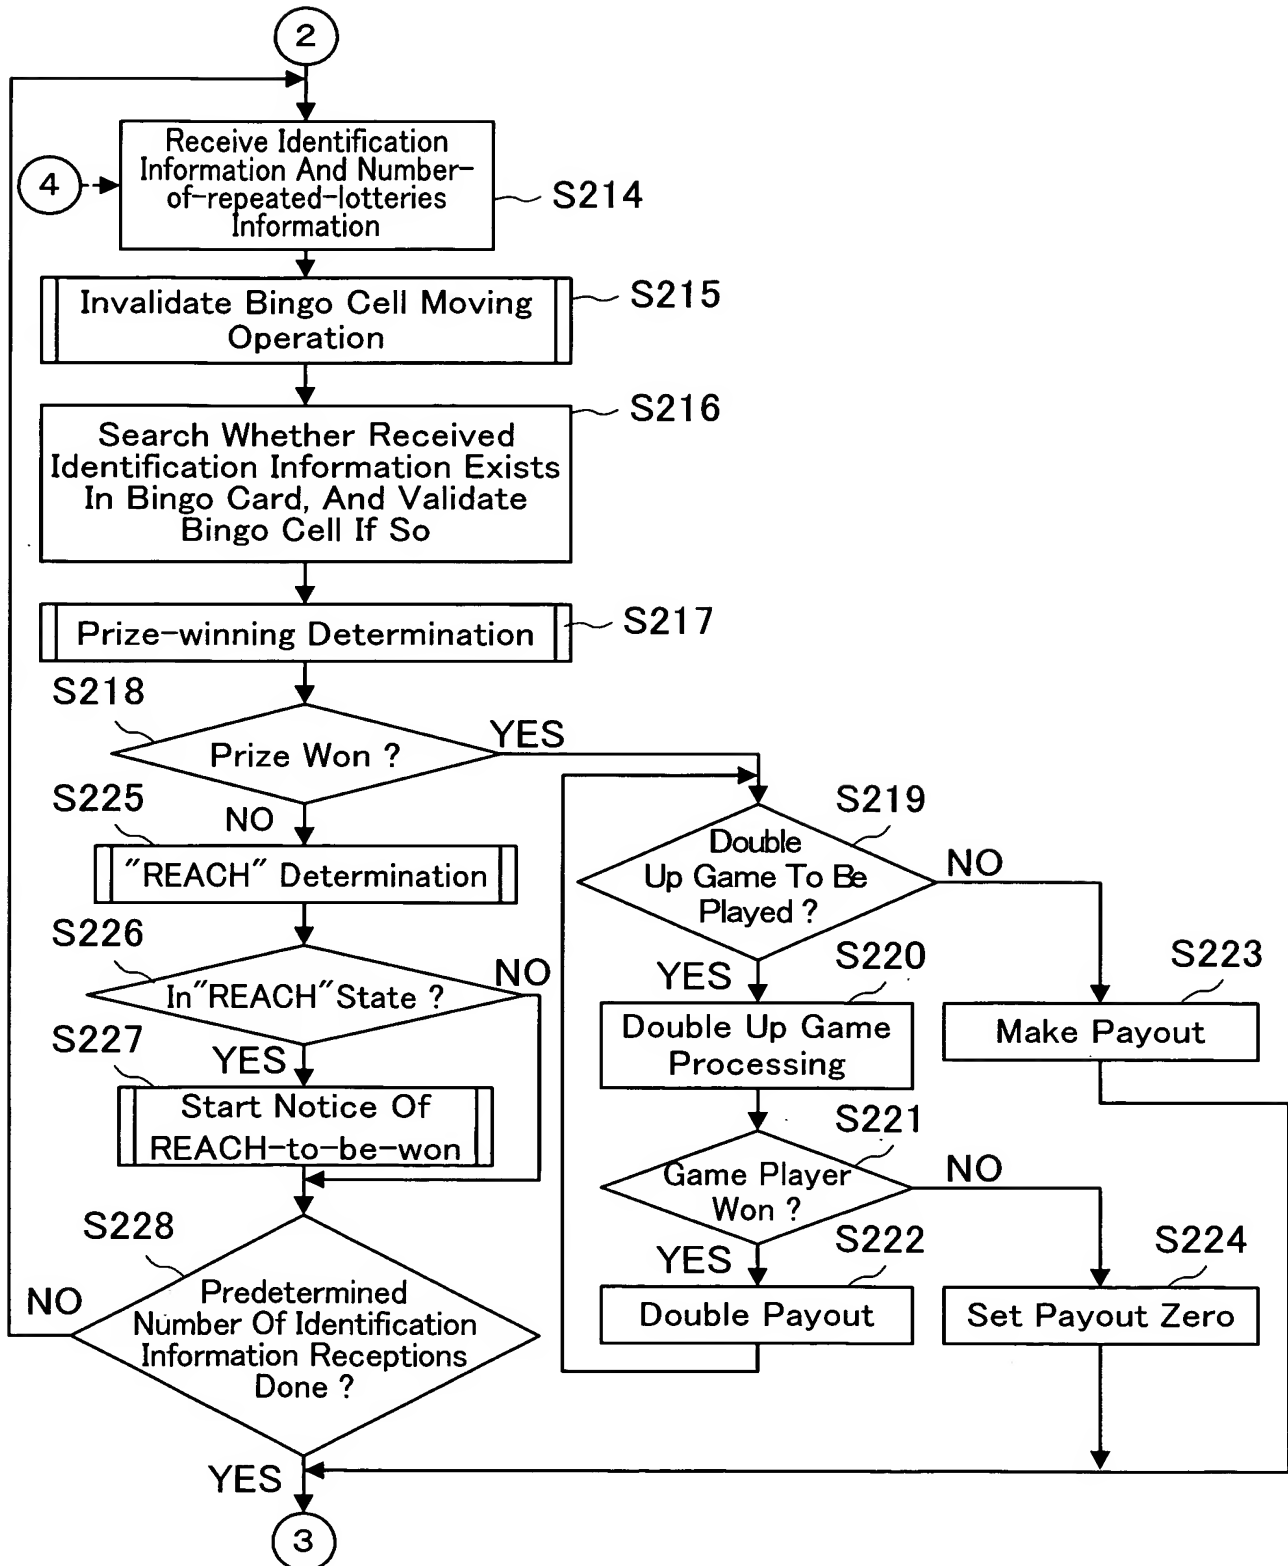 2
4
Receive Identification
Information And Number-
of-repeated-lotteries
Information
S214
Invalidate Bingo Cell Moving
Operation
S215
S216
Search Whether Received
Identification Information Exists
In Bingo Card, And Validate
Bingo Cell If So
Prize-winning Determination
S217
S218
Prize Won ?
YES
NO
S225
"REACH" Determination
S226
In "REACH" State ?
NO
YES
S227
Start Notice Of
REACH-to-be-won
S228
Predetermined
Number Of Identification
Information Receptions
Done ?
NO
YES
3
S219
Double
Up Game To Be
Played ?
NO
YES
S220
Double Up Game
Processing
S223
Make Payout
S221
Game Player
Won ?
NO
YES
S222
Double Payout
S224
Set Payout Zero